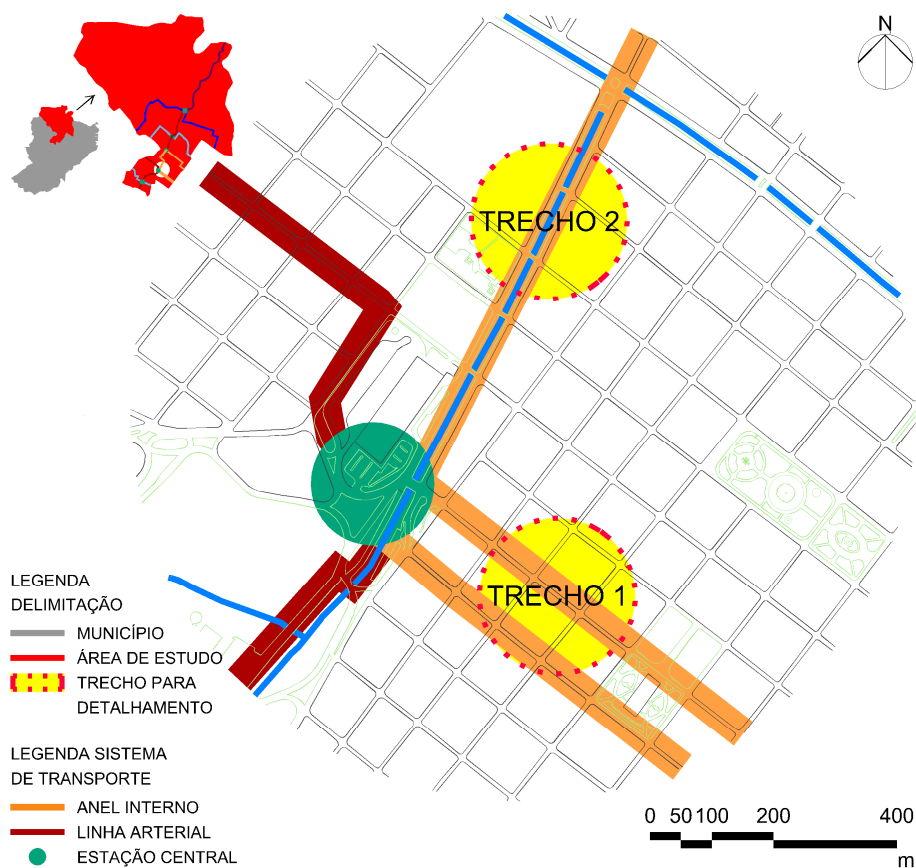 N
TRECHO 2
TRECHO 1
LEGENDA
DELIMITAÇÃO
MUNICÍPIO
ÁREA DE ESTUDO
TRECHO PARA
DETALHAMENTO
LEGENDA SISTEMA
DE TRANSPORTE
ANEL INTERNO
LINHA ARTERIAL
ESTAÇÃO CENTRAL
0 50 100 200 400
m